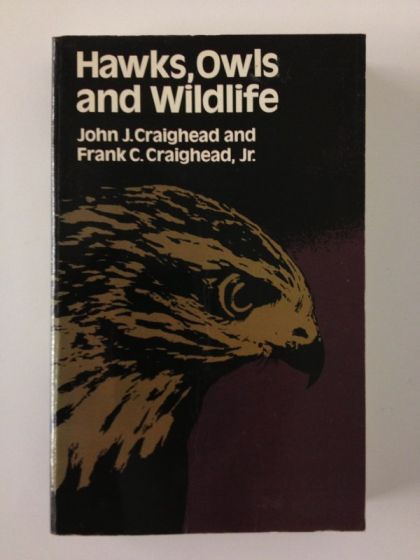 Hawks, Owls
and Wildlife
John J. Craighead and
Frank C. Craighead, Jr.